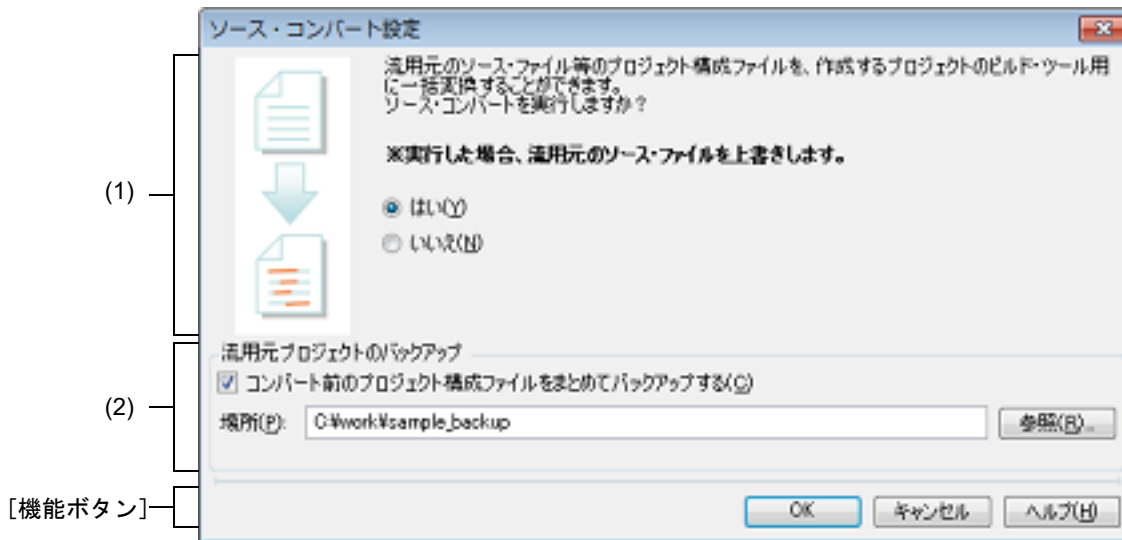 ソース・コンバート設定
流用元のソース・ファイル等のプロジェクト構成ファイルを、作成するプロジェクトのビルド・ツール用
に一括変換することができます。
ソース・コンバートを実行しますか？
※実行した場合、流用元のソース・ファイルを上書きします。
(1)
はい(Y)
いいえ(N)
流用元プロジェクトのバックアップ
コンバート前のプロジェクト構成ファイルをまとめてバックアップする(C)
(2)
場所(P): C:¥work¥sample_backup 参照(R)...
[機能ボタン]
OK キャンセル ヘルプ(H)